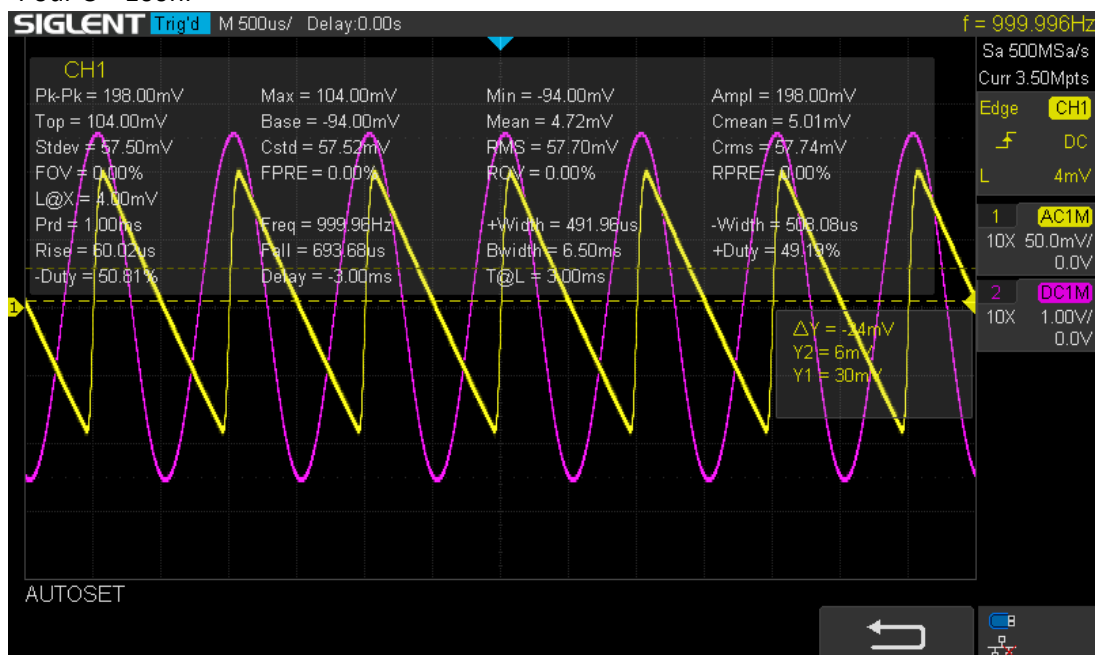 SIGLENT Trig'd M 500us/ Delay:0.00s f = 999.996Hz
Sa 500MSa/s
Curr 3.50Mpts
CH1
Pk-Pk = 198.00mV Max = 104.00mV Min = -94.00mV Ampl = 198.00mV
Top = 104.00mV Base = -94.00mV Mean = 4.72mV Cmean = 5.01mV
Stdev = 57.50mV Cstd = 57.52mV RMS = 57.70mV Crms = 57.74mV
FOV = 0.00% FPRE = 0.00% ROV = 0.00% RPRE = 0.00%
L@X = 4.00mV
Prd = 1.00ms Freq = 999.96Hz +Width = 491.96us -Width = 508.08us
Rise = 60.02us Fall = 693.68us Bwidth = 6.50ms +Duty = 49.19%
-Duty = 50.81% Delay = -3.00ms T@L = 3.00ms
Edge CH1
DC
L 4mV
1 AC1M
10X 50.0mV/
0.0V
2 DC1M
10X 1.00V/
0.0V
1
ΔY = -24mV
Y2 = 6mV
Y1 = 30mV
AUTOSET